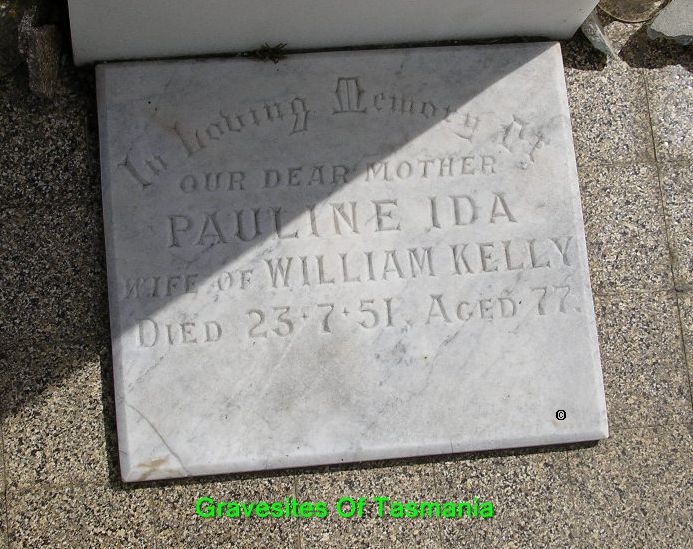 In Loving Memory Of
OUR DEAR MOTHER
PAULINE IDA
WIFE OF WILLIAM KELLY
DIED 23·7·51. AGED 77.
©
Gravesites Of Tasmania